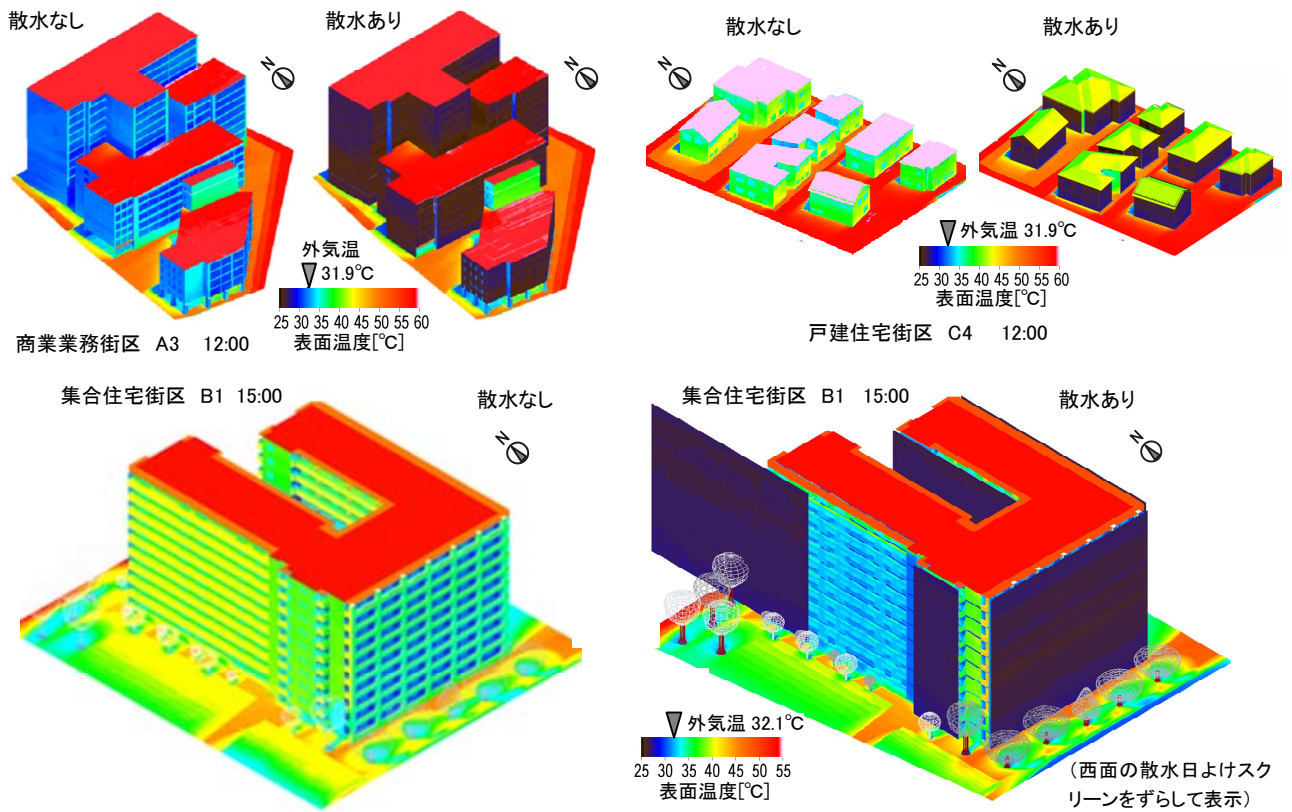 散水なし
散水あり
N
N
外気温
31.9℃
25 30 35 40 45 50 55 60
表面温度[℃]
商業業務街区 A3 12:00
散水なし
散水あり
N
N
外気温 31.9℃
25 30 35 40 45 50 55 60
表面温度[℃]
戸建住宅街区 C4 12:00
集合住宅街区 B1 15:00
散水なし
N
集合住宅街区 B1 15:00
散水あり
N
外気温 32.1℃
25 30 35 40 45 50 55
表面温度[℃]
(西面の散水日よけスク
リーンをずらして表示)